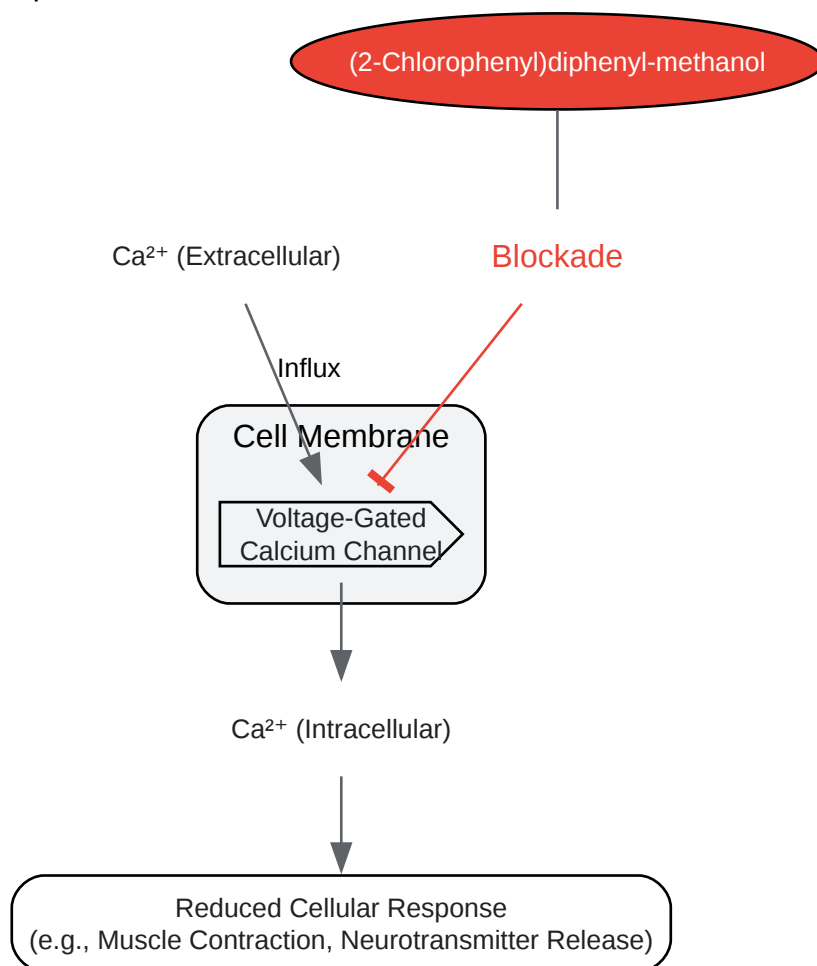 (2-Chlorophenyl)diphenyl-methanol
Ca²⁺ (Extracellular)
Blockade
Influx
Cell Membrane
Voltage-Gated
Calcium Channel
Ca²⁺ (Intracellular)
Reduced Cellular Response
(e.g., Muscle Contraction, Neurotransmitter Release)